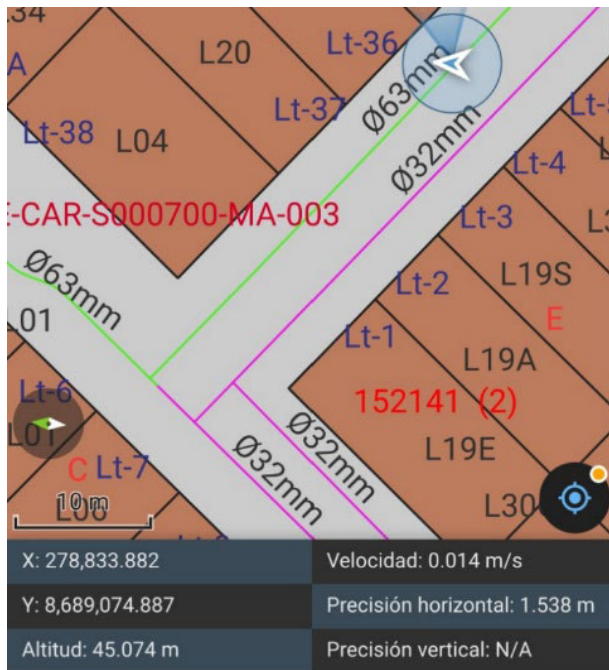 L34
Lt-36
L20
A
Ø63mm
Lt-37
Lt-38
L04
Ø32mm
Lt-4
E-CAR-S000700-MA-003
Lt-3
Ø63mm
Lt-2
L19S
L01
E
Lt-1
L19A
Lt-6
152141 (2)
L01
Ø32mm
L19E
C
Lt-7
Ø32mm
10 m
L06
L30
X: 278,833.882
Velocidad: 0.014 m/s
Y: 8,689,074.887
Precisión horizontal: 1.538 m
Altitud: 45.074 m
Precisión vertical: N/A